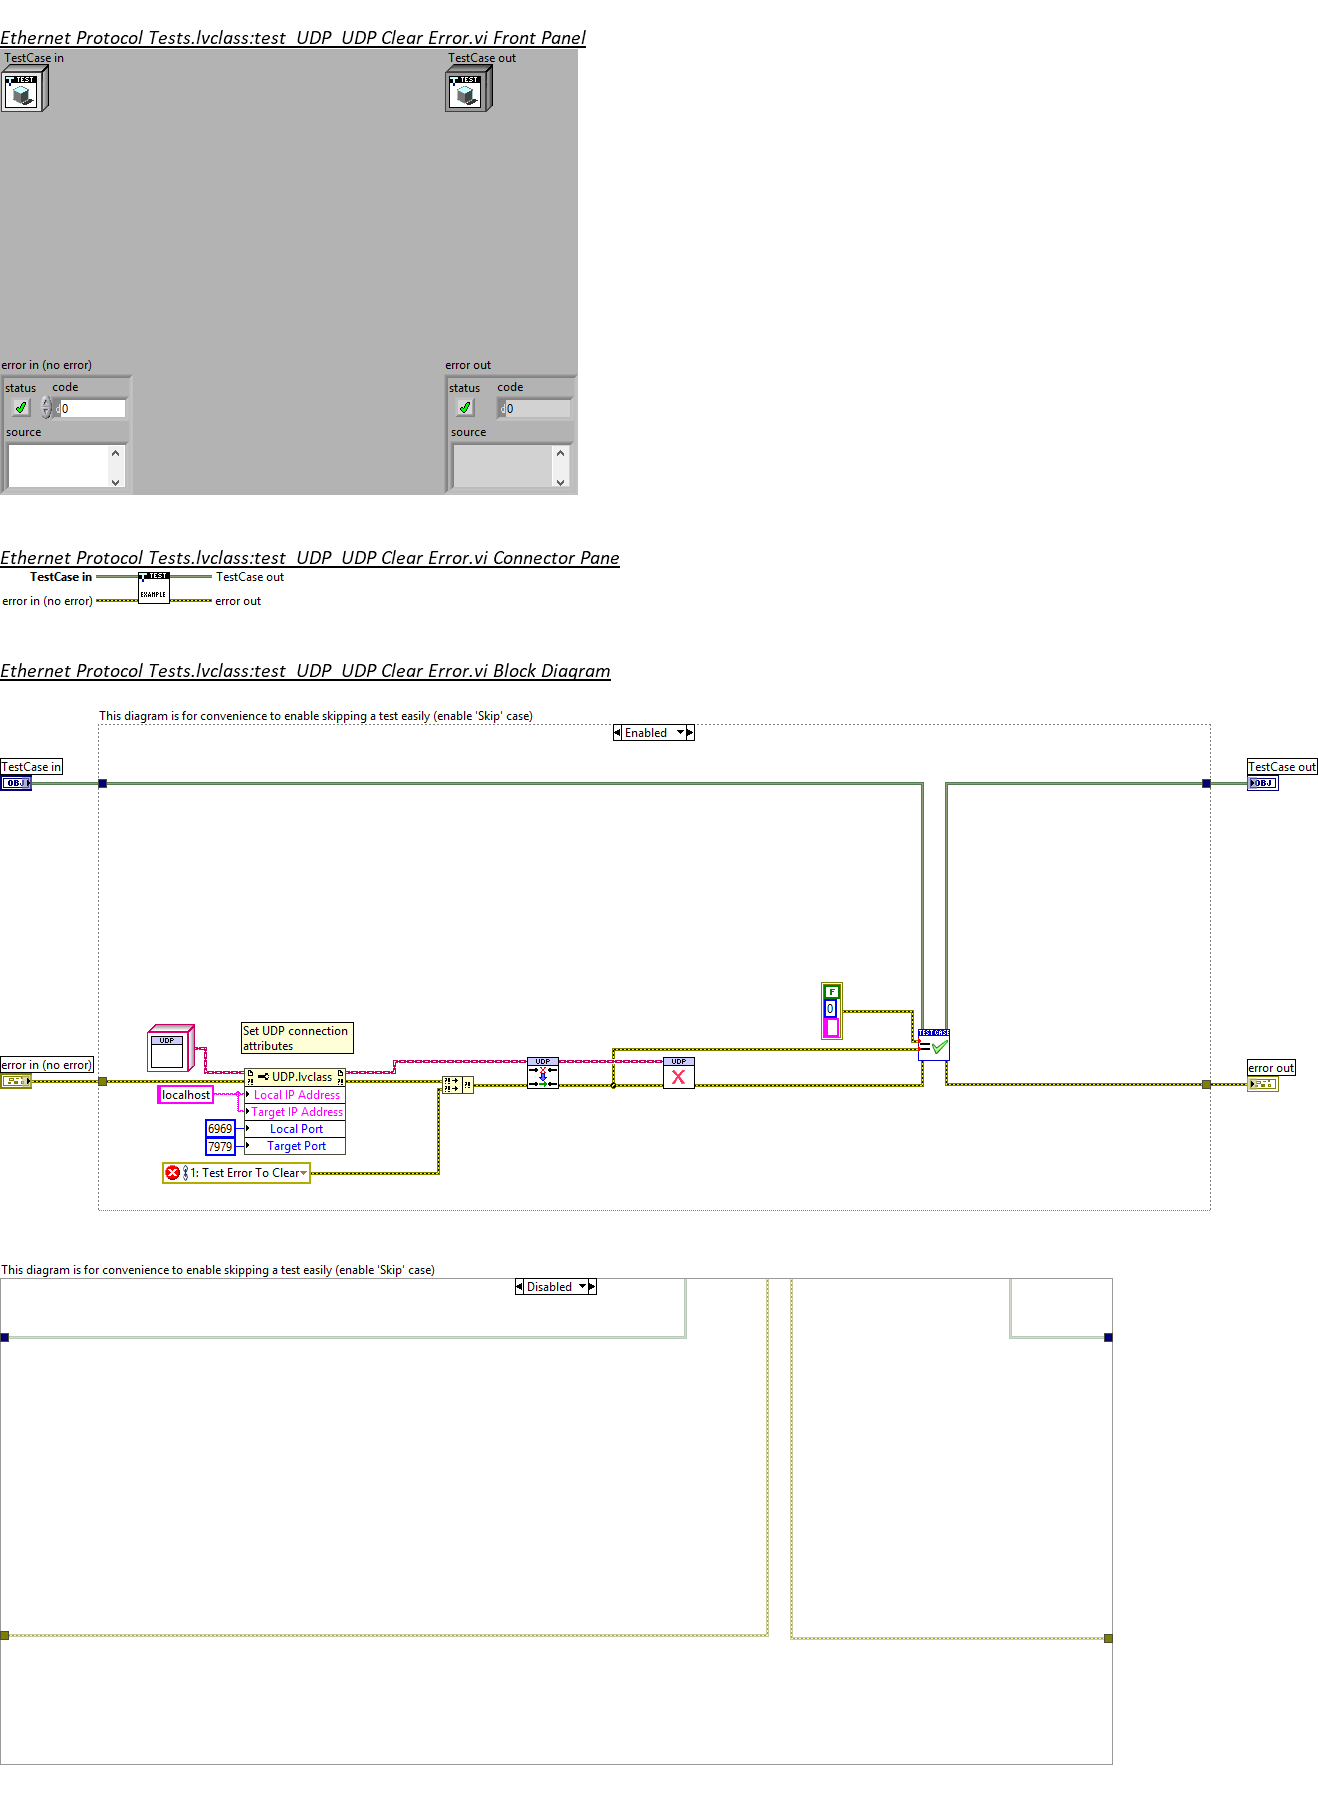 Ethernet Protocol Tests.lvclass:test_UDP_UDP Clear Error.vi Front Panel
TestCase in
TestCase out
TEST
TEST
error in (no error)
error out
status
code
status
code
d0
d0
source
source
Ethernet Protocol Tests.lvclass:test_UDP_UDP Clear Error.vi Connector Pane
TestCase in
TEST
EXAMPLE
TestCase out
error in (no error)
error out
Ethernet Protocol Tests.lvclass:test_UDP_UDP Clear Error.vi Block Diagram
This diagram is for convenience to enable skipping a test easily (enable 'Skip' case)
Enabled
TestCase in
OBJ
TestCase out
OBJ
F
0
UDP
Set UDP connection
attributes
TESTCASE
=
error in (no error)
UDP
UDP
X
error out
UDP.lvclass
localhost
Local IP Address
Target IP Address
6969
Local Port
7979
Target Port
1: Test Error To Clear
This diagram is for convenience to enable skipping a test easily (enable 'Skip' case)
Disabled